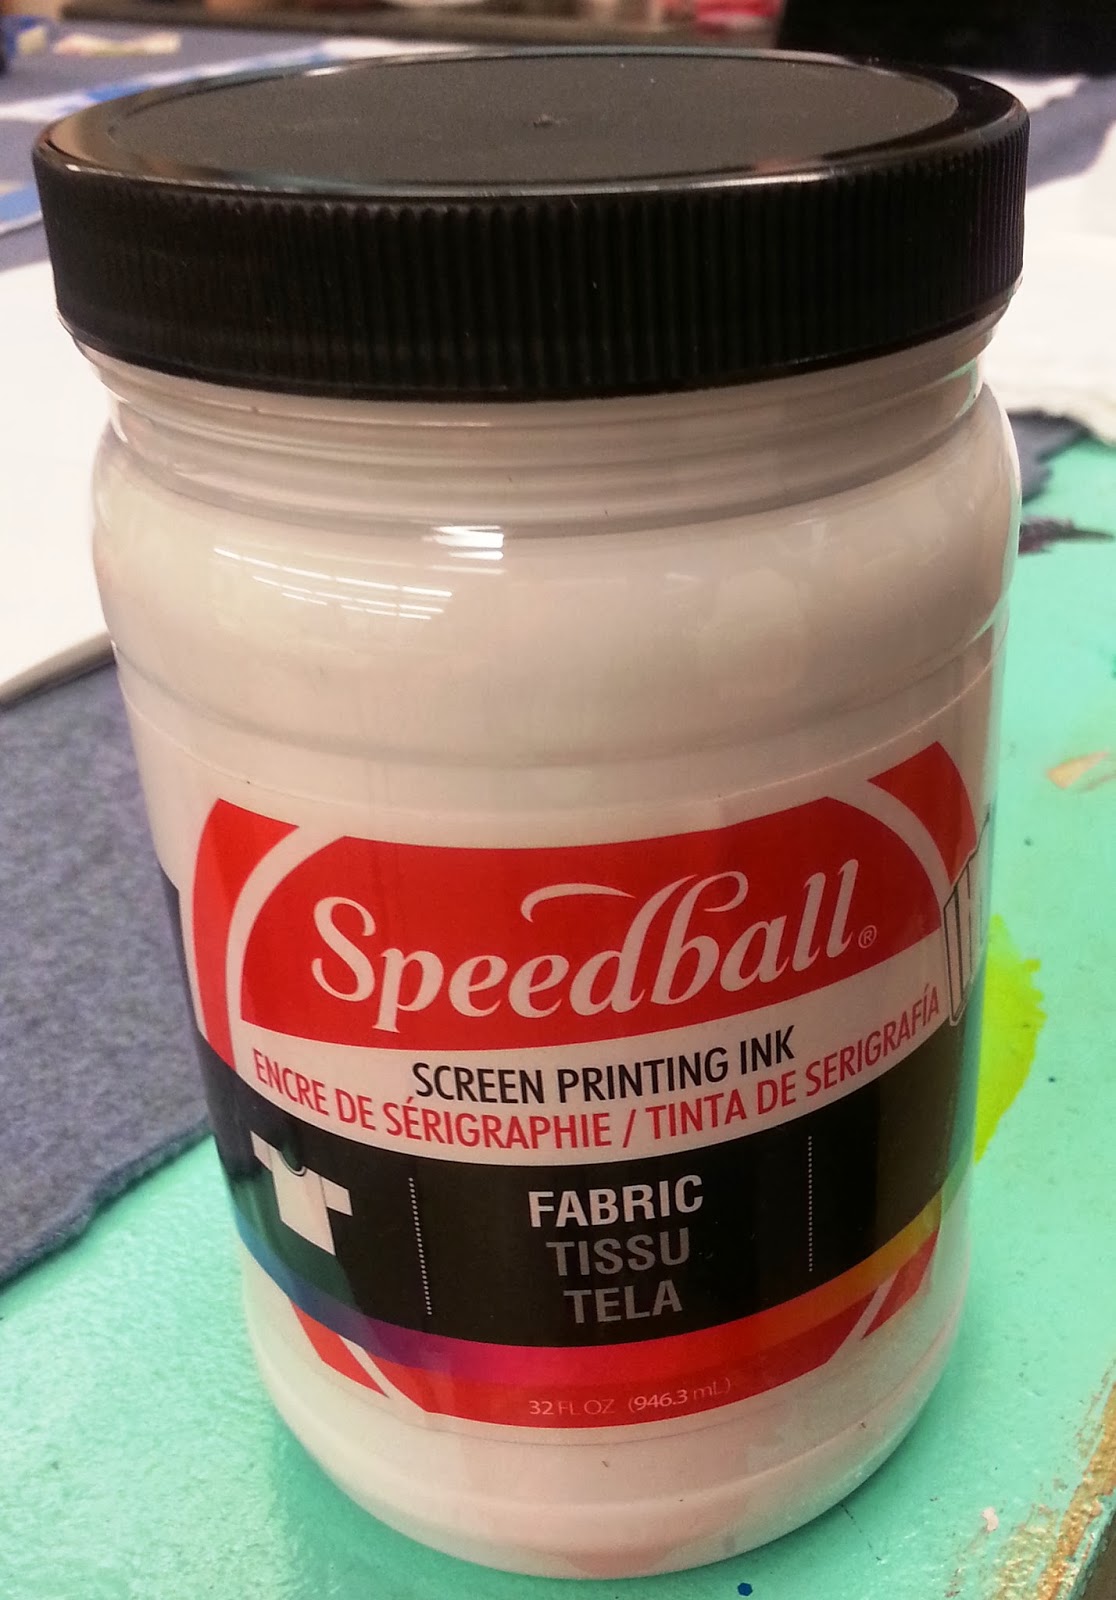 Speedball®
SCREEN PRINTING INK
ENCRE DE SÉRIGRAPHIE / TINTA DE SERIGRAFÍA
FABRIC
TISSU
TELA
32 FL OZ (946.3 mL)